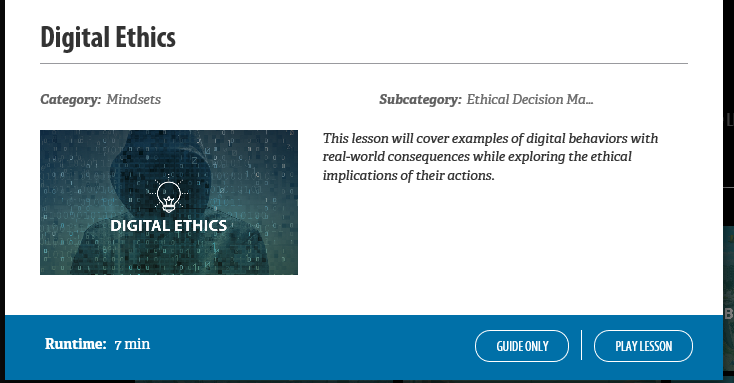 Digital Ethics
Category: Mindsets
Subcategory: Ethical Decision Ma...
This lesson will cover examples of digital behaviors with
real-world consequences while exploring the ethical
implications of their actions.
DIGITAL ETHICS
Runtime: 7 min
GUIDE ONLY
PLAY LESSON